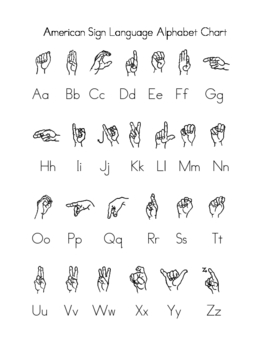 American Sign Language Alphabet Chart
Aa Bb Cc Dd Ee Ff Gg
Hh Ii Jj Kk Ll Mm Nn
Oo Pp Qq Rr Ss Tt
Uu Vv Ww Xx Yy Zz